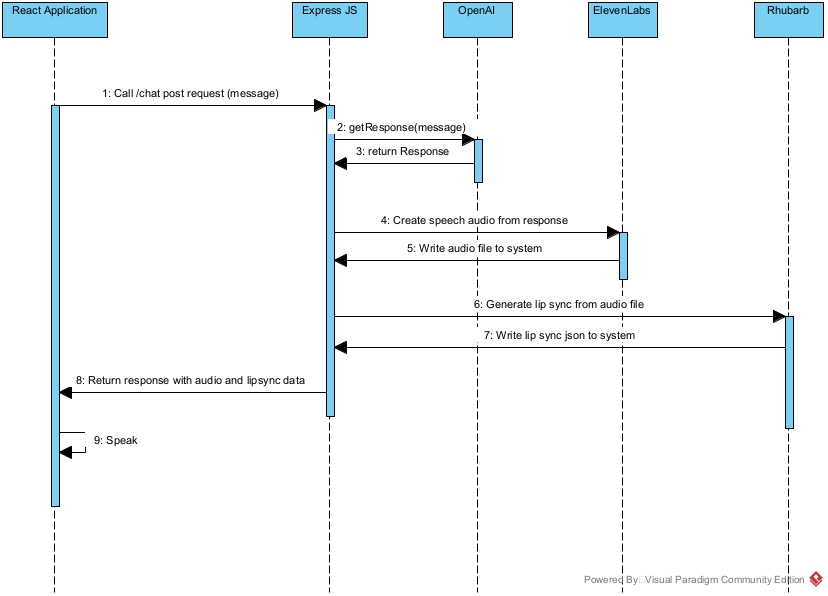 React Application
Express JS
OpenAI
ElevenLabs
Rhubarb
1: Call /chat post request (message)
2: getResponse(message)
3: return Response
4: Create speech audio from response
5: Write audio file to system
6: Generate lip sync from audio file
7: Write lip sync json to system
8: Return response with audio and lipsync data
9: Speak
Powered By Visual Paradigm Community Edition